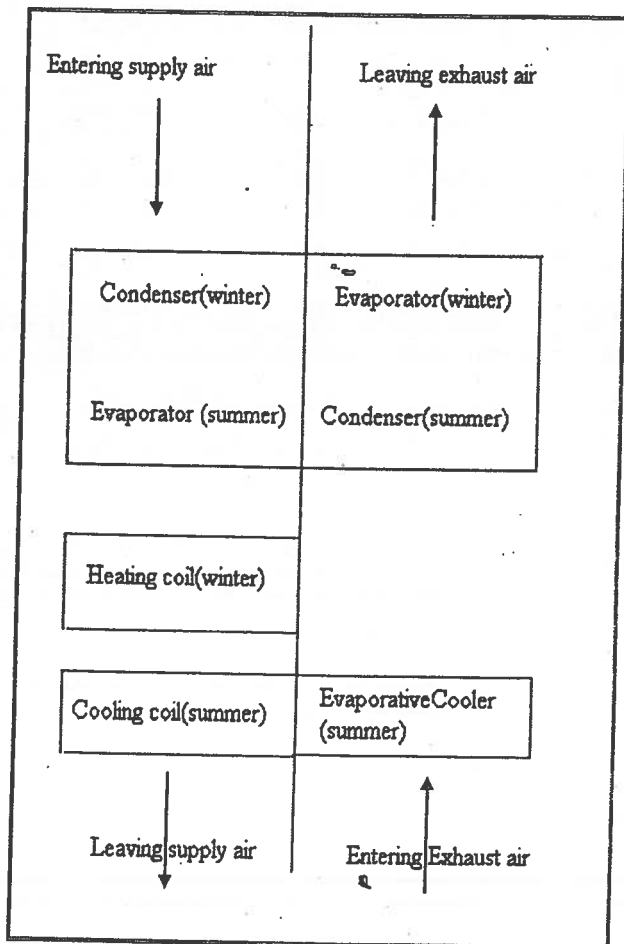 Entering supply air
Leaving exhaust air
Condenser(winter)
Evaporator(winter)
Evaporator (summer)
Condenser(summer)
Heating coil(winter)
Cooling coil(summer)
EvaporativeCooler
(summer)
Leaving supply air
Entering Exhaust air